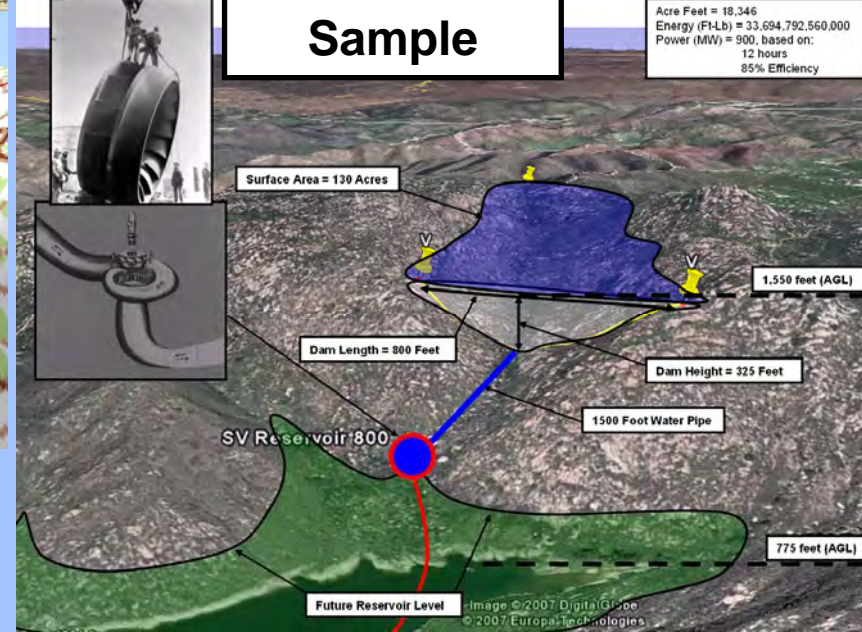 Sample
Acre Feet = 18,346
Energy (Ft-Lb) = 33,694,792,560,000
Power (MW) = 900, based on:
12 hours
85% Efficiency
Surface Area = 130 Acres
V
V
1,550 feet (AGL)
Dam Length = 800 Feet
Dam Height = 325 Feet
1500 Foot Water Pipe
SV Reservoir 800
775 feet (AGL)
Future Reservoir Level
Image © 2007 DigitalGlobe
© 2007 Europa Technologies